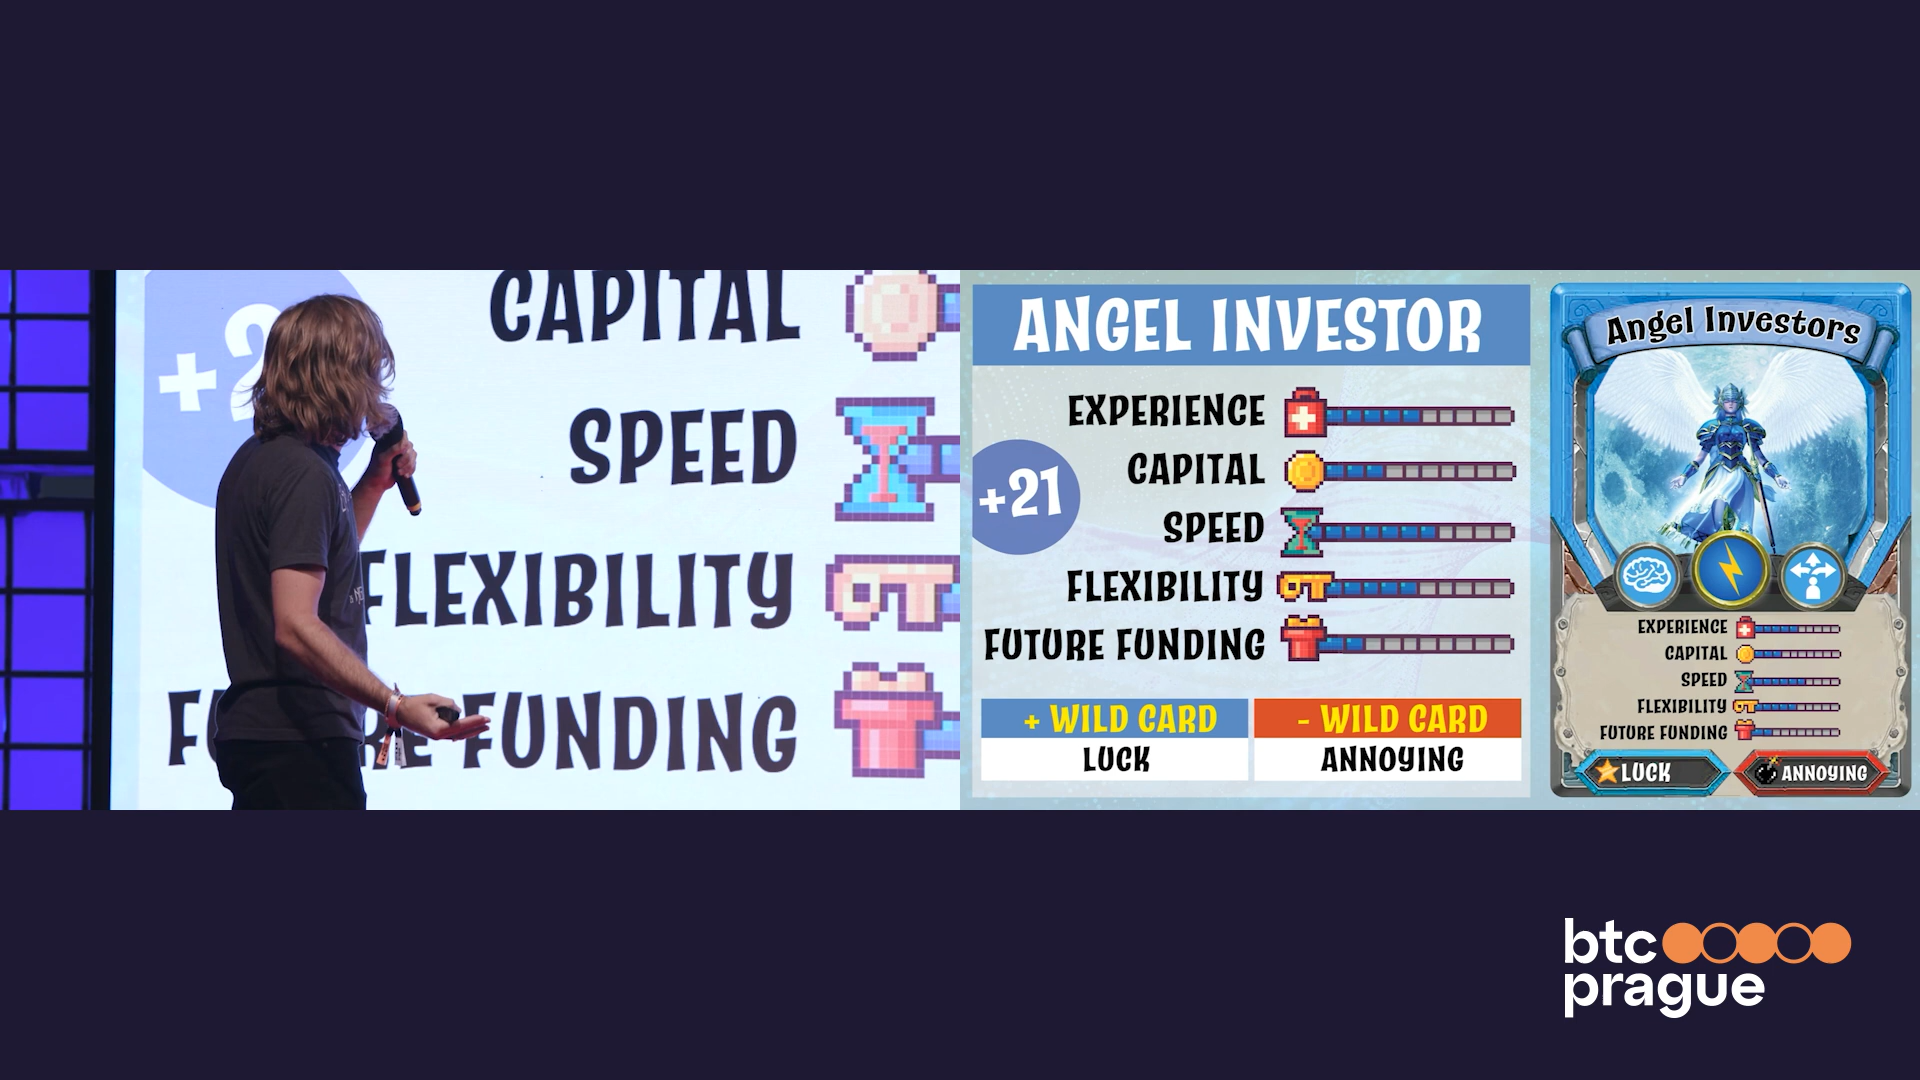 +2
CAPITAL
SPEED
FLEXIBILITY
FUNDING
ANGEL INVESTOR
EXPERIENCE
CAPITAL
+21
SPEED
FLEXIBILITY
FUTURE FUNDING
+ WILD CARD
- WILD CARD
LUCK
ANNOYING
Angel Investors
EXPERIENCE
CAPITAL
SPEED
FLEXIBILITY
FUTURE FUNDING
LUCK
ANNOYING
btc
prague